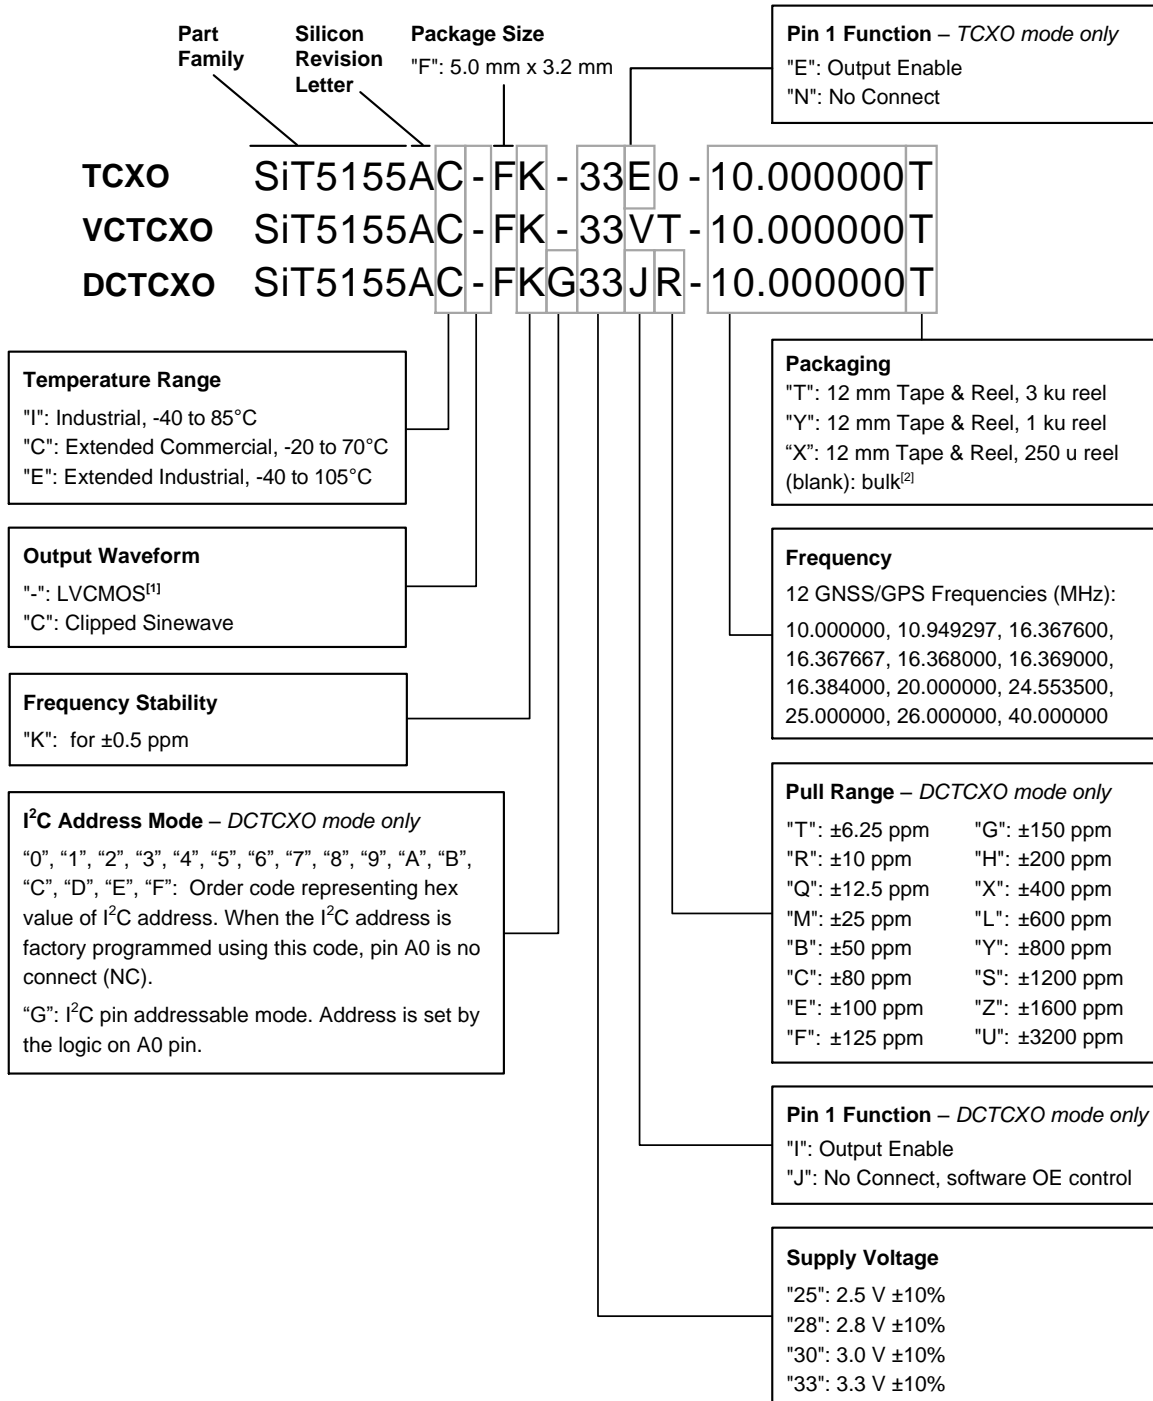 Part
Family
Silicon
Revision
Letter
Package Size
"F": 5.0 mm x 3.2 mm
Pin 1 Function – TCXO mode only
"E": Output Enable
"N": No Connect
TCXO SiT5155AC-FK-33E0-10.000000T
VCTCXO SiT5155AC-FK-33VT-10.000000T
DCTCXO SiT5155AC-FKG33JR-10.000000T
Temperature Range
"I": Industrial, -40 to 85°C
"C": Extended Commercial, -20 to 70°C
"E": Extended Industrial, -40 to 105°C
Output Waveform
"-": LVCMOS[1]
"C": Clipped Sinewave
Frequency Stability
"K": for ±0.5 ppm
I²C Address Mode – DCTCXO mode only
“0”, “1”, “2”, “3”, “4”, “5”, “6”, “7”, “8”, “9”, “A”, “B”,
“C”, “D”, “E”, “F”: Order code representing hex
value of I²C address. When the I²C address is
factory programmed using this code, pin A0 is no
connect (NC).
“G”: I²C pin addressable mode. Address is set by
the logic on A0 pin.
Packaging
"T": 12 mm Tape & Reel, 3 ku reel
"Y": 12 mm Tape & Reel, 1 ku reel
“X”: 12 mm Tape & Reel, 250 u reel
(blank): bulk[2]
Frequency
12 GNSS/GPS Frequencies (MHz):
10.000000, 10.949297, 16.367600,
16.367667, 16.368000, 16.369000,
16.384000, 20.000000, 24.553500,
25.000000, 26.000000, 40.000000
Pull Range – DCTCXO mode only
"T": ±6.25 ppm "G": ±150 ppm
"R": ±10 ppm "H": ±200 ppm
"Q": ±12.5 ppm "X": ±400 ppm
"M": ±25 ppm "L": ±600 ppm
"B": ±50 ppm "Y": ±800 ppm
"C": ±80 ppm "S": ±1200 ppm
"E": ±100 ppm "Z": ±1600 ppm
"F": ±125 ppm "U": ±3200 ppm
Pin 1 Function – DCTCXO mode only
"I": Output Enable
"J": No Connect, software OE control
Supply Voltage
"25": 2.5 V ±10%
"28": 2.8 V ±10%
"30": 3.0 V ±10%
"33": 3.3 V ±10%